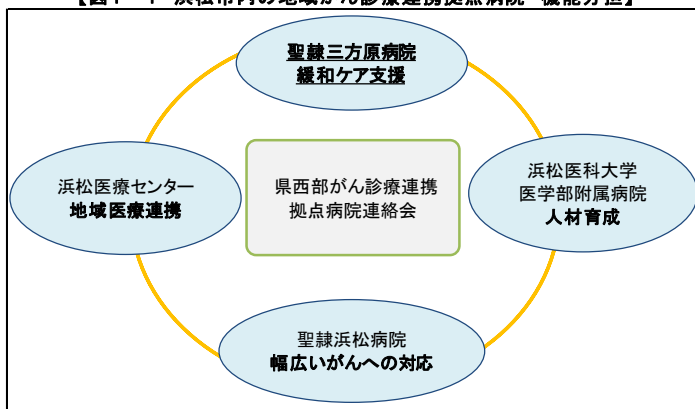 聖隷三方原病院
緩和ケア支援
浜松医療センター
地域医療連携
県西部がん診療連携
拠点病院連絡会
浜松医科大学
医学部附属病院
人材育成
聖隷浜松病院
幅広いがんへの対応